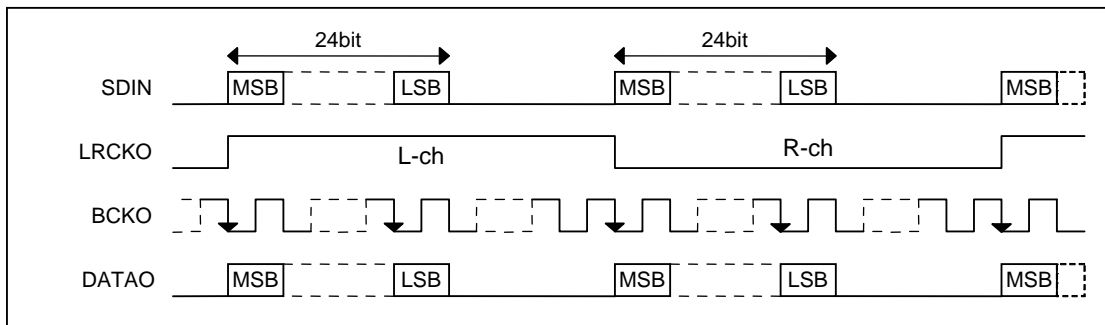 24bit 24bit
SDIN MSB LSB MSB LSB MSB
LRCKO L-ch R-ch
BCKO
DATAO MSB LSB MSB LSB MSB